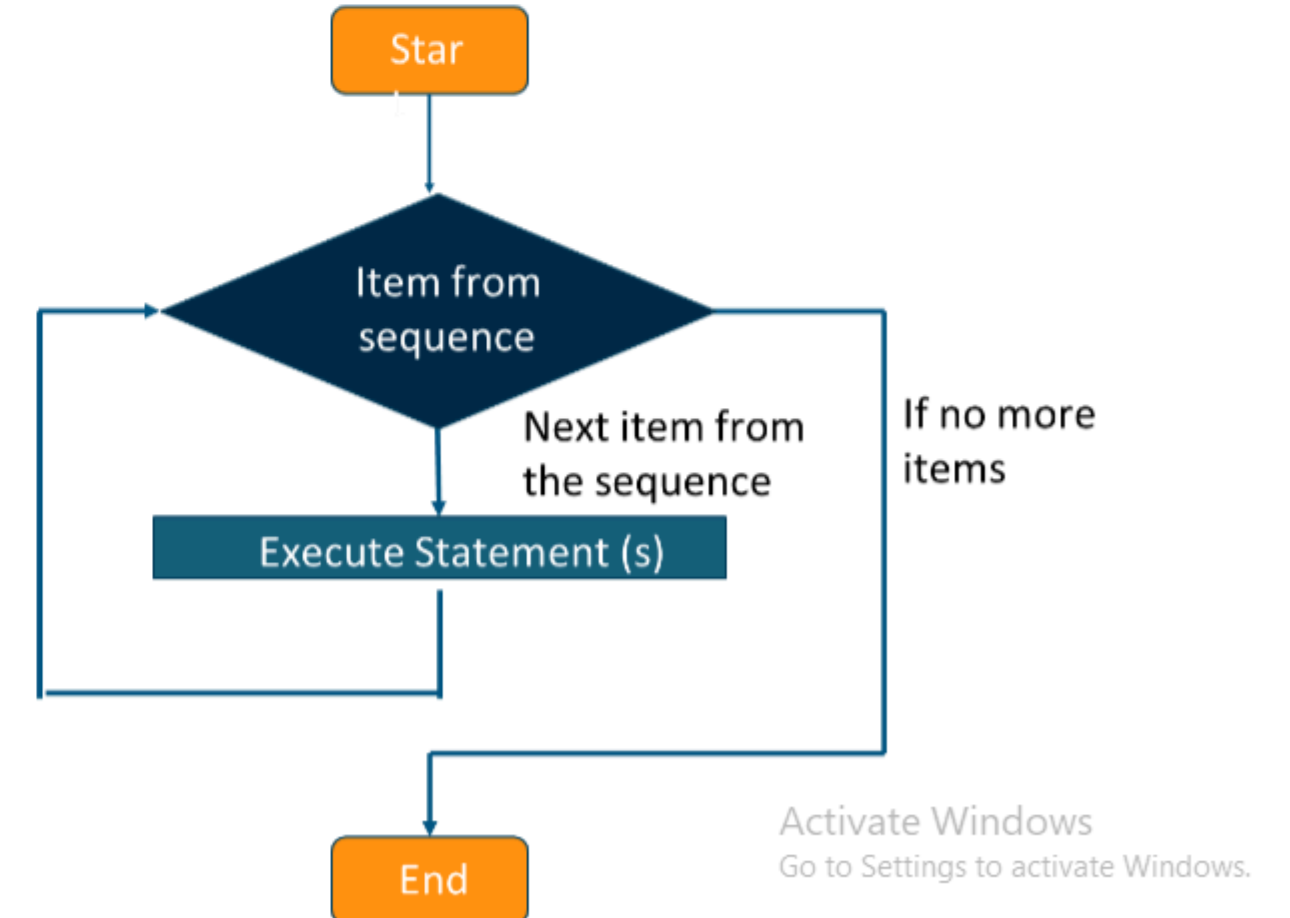 Star
Item from
sequence
Next item from
the sequence
If no more
items
Execute Statement (s)
Activate Windows
Go to Settings to activate Windows.
End